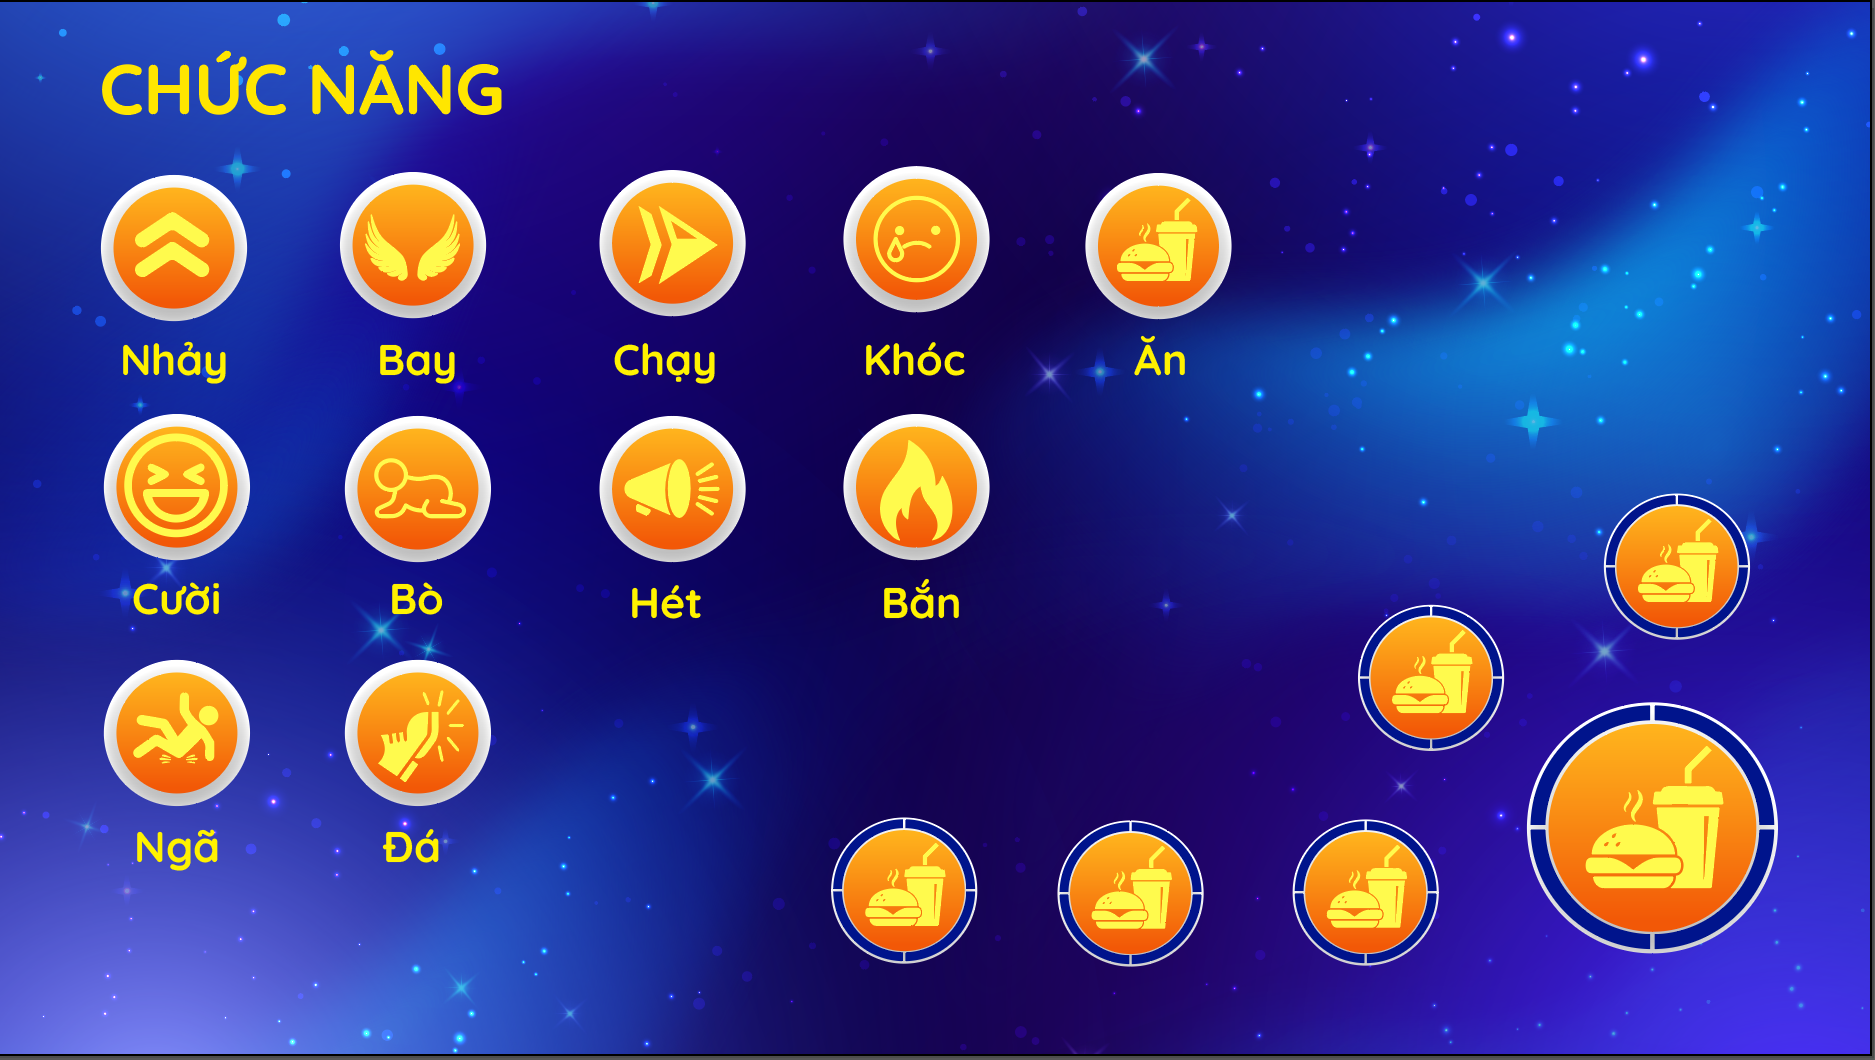 CHỨC NĂNG
Nhảy
Bay
Chạy
Khóc
Ăn
Cười
Bò
Hét
Bắn
Ngã
Đá